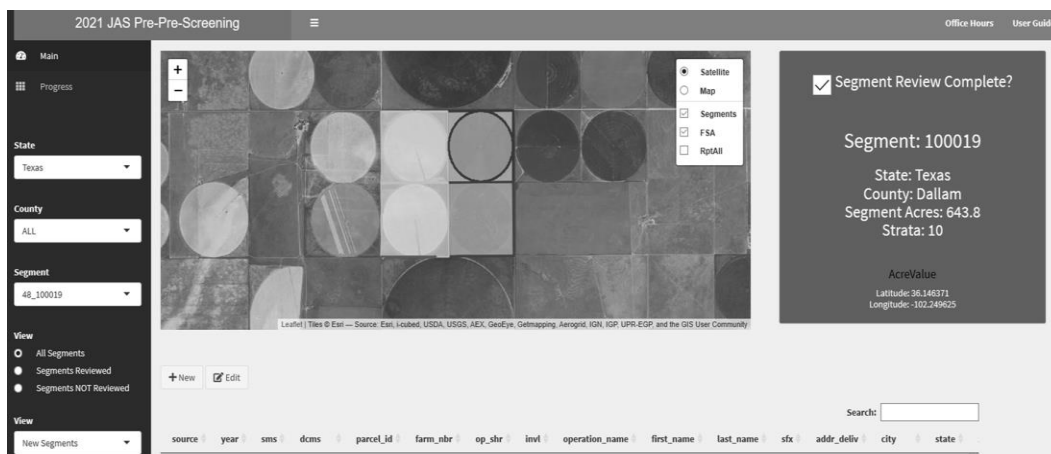 2021 JAS Pre-Pre-Screening
Office Hours
User Guid
Main
Progress
State
Texas
County
ALL
Segment
48_100019
View
All Segments
Segments Reviewed
Segments NOT Reviewed
View
New Segments
+
−
Satellite
Map
Segments
FSA
RptAll
Leaflet | Tiles © Esri — Source: Esri, i-cubed, USDA, USGS, AEX, GeoEye, Getmapping, Aerogrid, IGN, IGP, UPR-EGP, and the GIS User Community
Segment Review Complete?
Segment: 100019
State: Texas
County: Dallam
Segment Acres: 643.8
Strata: 10
AcreValue
Latitude: 36.146371
Longitude: -102.249625
+ New Edit
Search:
source year sms dcms parcel_id farm_nbr op_shr invl operation_name first_name last_name sfx addr_deliv city state